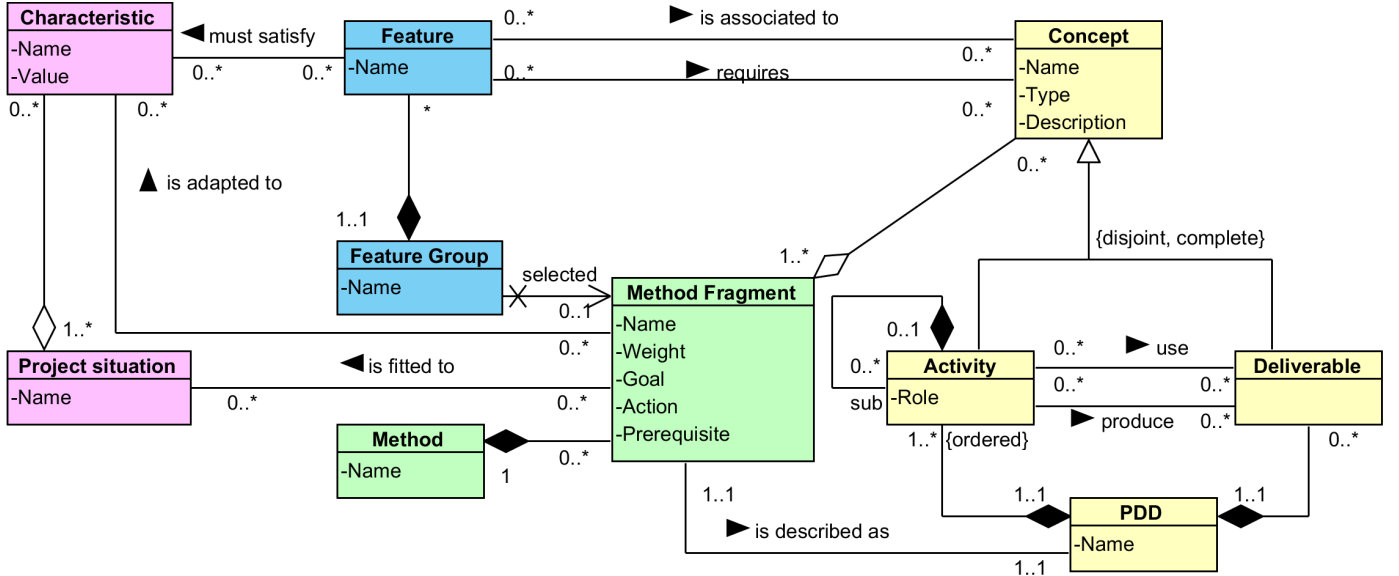 Characteristic
-Name
-Value
must satisfy
0..*
0..*
Feature
-Name
0..*
is associated to
0..*
0..*
requires
0..*
Concept
-Name
-Type
-Description
0..*
0..*
0..*
*
is adapted to
1..1
Feature Group
-Name
selected
0..1
1..*
{disjoint, complete}
Method Fragment
-Name
-Weight
-Goal
-Action
-Prerequisite
1..*
0..*
Project situation
-Name
is fitted to
0..*
0..*
0..1
0..*
sub
Activity
-Role
0..*
use
0..*
0..*
produce
0..*
Deliverable
Method
-Name
1
0..*
1..*
{ordered}
0..*
1..1
is described as
1..1
1..1
1..1
PDD
-Name